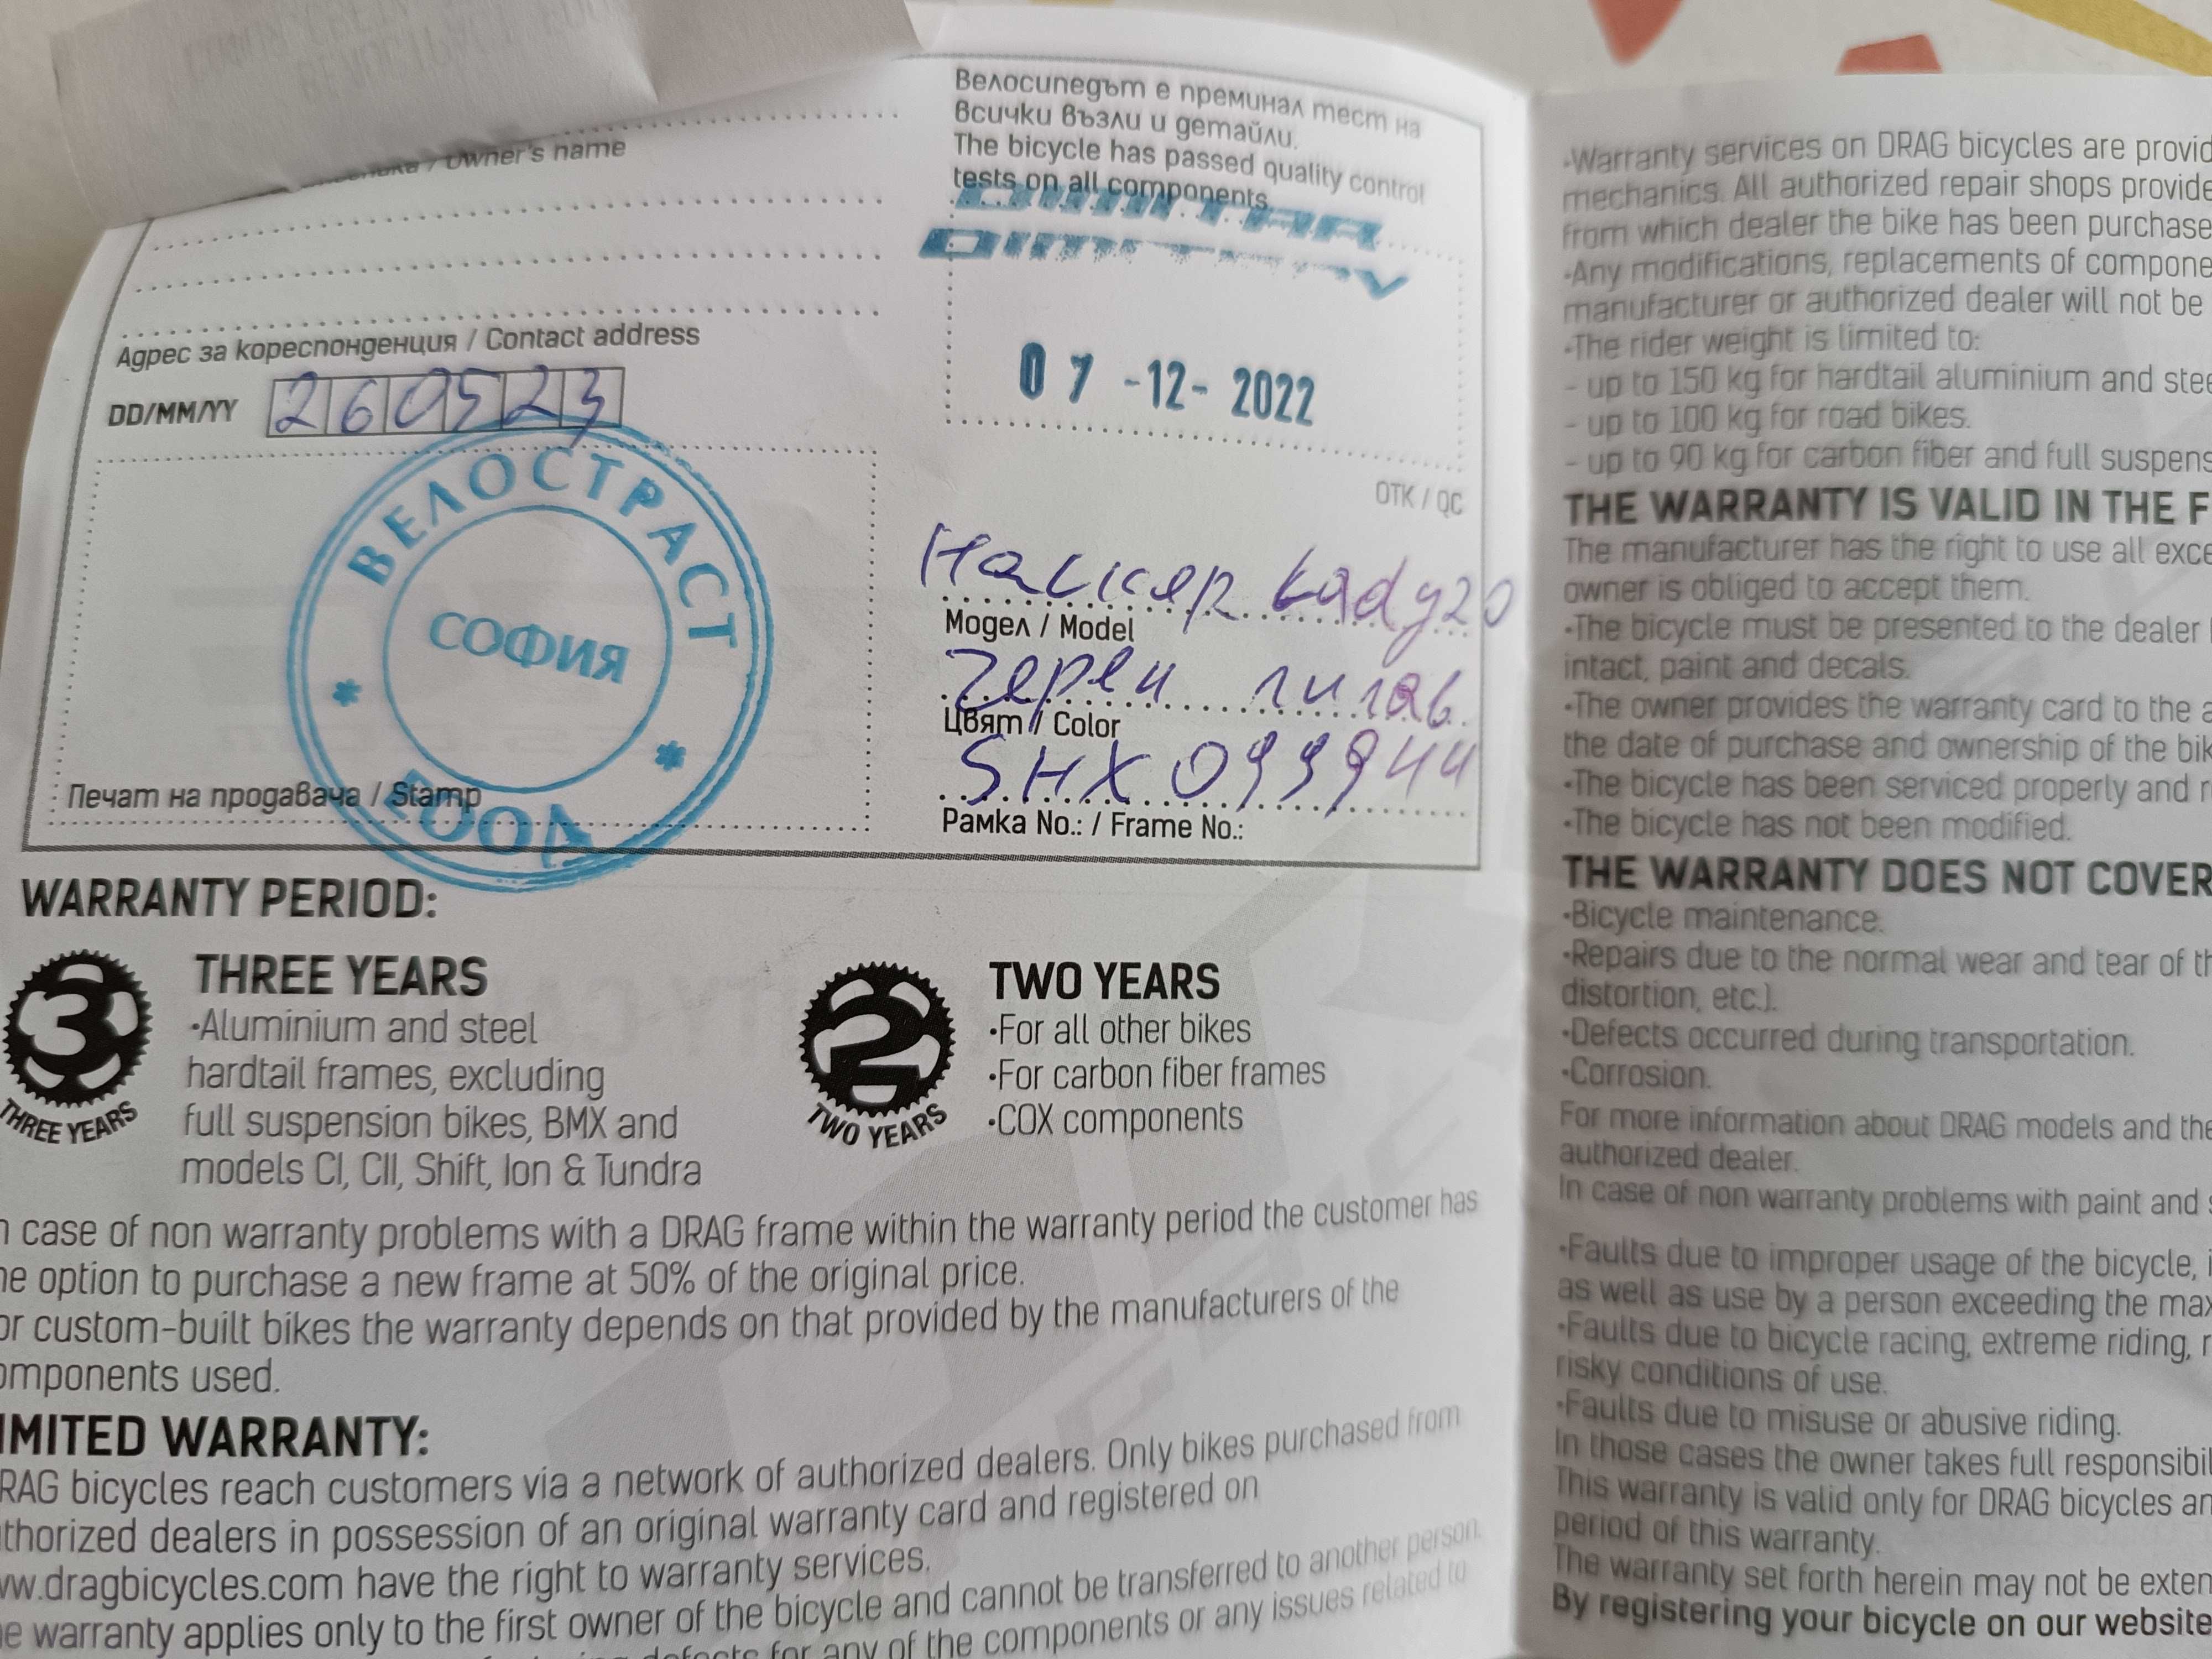 / Owner's name
Адрес за кореспонденция / Contact address
DD/MM/YY 260523
ВЕЛОСТРАСТ
СОФИЯ
ЕООД
Печат на продавача / Stamp
Велосипедът е преминал тест на
всички възли и детайли.
The bicycle has passed quality control
tests on all components.
DIMITAR
DIMITROV
07 -12- 2022
ОТК / QC
Lady 20
Модел / Model
Черен
Цвят / Color
SHX099944
Рамка No.: / Frame No.:
WARRANTY PERIOD:
3
THREE YEARS
THREE YEARS
•Aluminium and steel
hardtail frames, excluding
full suspension bikes, BMX and
models CI, CII, Shift, Ion & Tundra
2
TWO YEARS
TWO YEARS
•For all other bikes
•For carbon fiber frames
•COX components
n case of non warranty problems with a DRAG frame within the warranty period the customer has
he option to purchase a new frame at 50% of the original price.
or custom-built bikes the warranty depends on that provided by the manufacturers of the
omponents used.
IMITED WARRANTY:
RAG bicycles reach customers via a network of authorized dealers. Only bikes purchased from
thorized dealers in possession of an original warranty card and registered on
ww.dragbicycles.com have the right to warranty services.
e warranty applies only to the first owner of the bicycle and cannot be transferred to another person.
defects for any of the components or any issues related to
•Warranty services on DRAG bicycles are provid
mechanics. All authorized repair shops provide
from which dealer the bike has been purchase
•Any modifications, replacements of compone
manufacturer or authorized dealer will not be
•The rider weight is limited to:
- up to 150 kg for hardtail aluminium and stee
- up to 100 kg for road bikes.
- up to 90 kg for carbon fiber and full suspens
THE WARRANTY IS VALID IN THE F
The manufacturer has the right to use all exce
owner is obliged to accept them.
•The bicycle must be presented to the dealer
intact, paint and decals.
•The owner provides the warranty card to the a
the date of purchase and ownership of the bik
•The bicycle has been serviced properly and r
•The bicycle has not been modified.
THE WARRANTY DOES NOT COVER
•Bicycle maintenance.
•Repairs due to the normal wear and tear of th
distortion, etc.).
•Defects occurred during transportation.
•Corrosion.
For more information about DRAG models and the
authorized dealer.
In case of non warranty problems with paint and s
•Faults due to improper usage of the bicycle, i
as well as use by a person exceeding the max
•Faults due to bicycle racing, extreme riding, r
risky conditions of use.
•Faults due to misuse or abusive riding.
In those cases the owner takes full responsibil
This warranty is valid only for DRAG bicycles an
period of this warranty.
The warranty set forth herein may not be exten
By registering your bicycle on our website